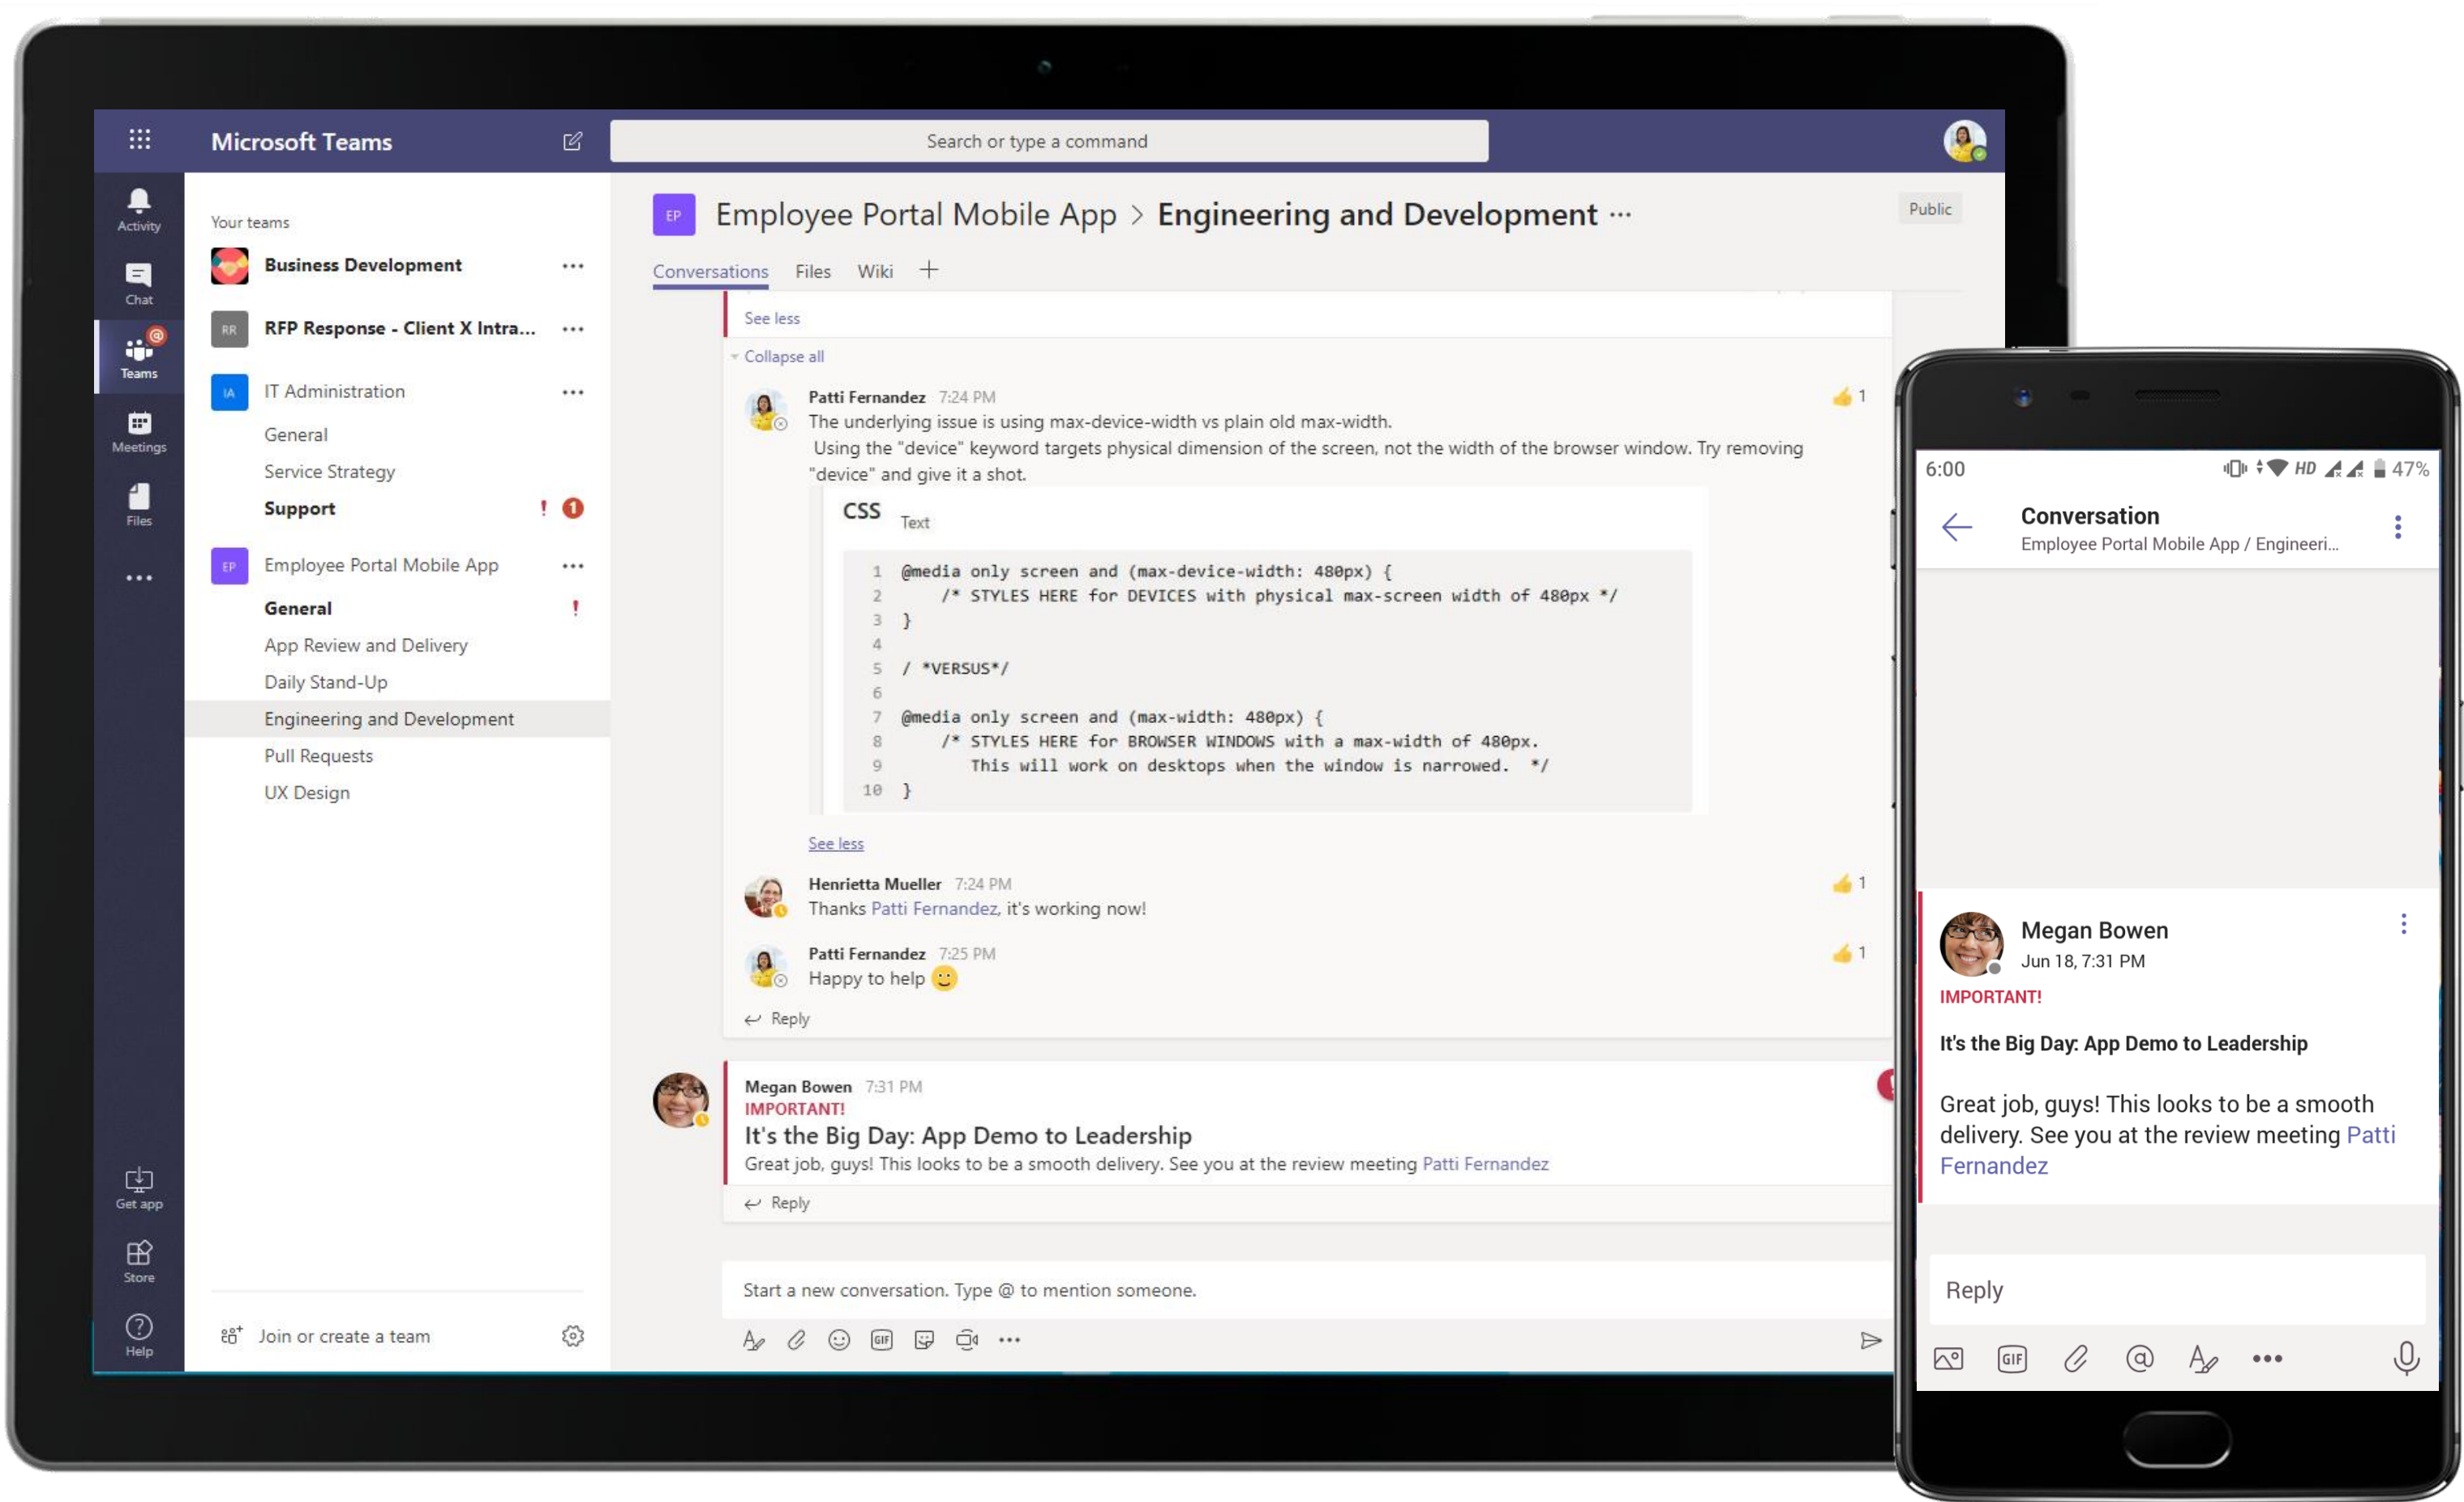 Microsoft Teams
Search or type a command
Activity
Chat
Teams
Meetings
Files
Get app
Store
Help
Your teams
Business Development
RR
RFP Response - Client X Intra...
IA
IT Administration
General
Service Strategy
Support
! 1
EP
Employee Portal Mobile App
General
!
App Review and Delivery
Daily Stand-Up
Engineering and Development
Pull Requests
UX Design
Join or create a team
EP
Employee Portal Mobile App > Engineering and Development ...
Public
Conversations Files Wiki +
See less
Collapse all
Patti Fernandez 7:24 PM
1
The underlying issue is using max-device-width vs plain old max-width.
Using the "device" keyword targets physical dimension of the screen, not the width of the browser window. Try removing
"device" and give it a shot.
CSS Text
1 @media only screen and (max-device-width: 480px) {
2 /* STYLES HERE for DEVICES with physical max-screen width of 480px */
3 }
4
5 / *VERSUS*/
6
7 @media only screen and (max-width: 480px) {
8 /* STYLES HERE for BROWSER WINDOWS with a max-width of 480px.
9 This will work on desktops when the window is narrowed. */
10 }
See less
Henrietta Mueller 7:24 PM
1
Thanks Patti Fernandez, it's working now!
Patti Fernandez 7:25 PM
1
Happy to help
Reply
Megan Bowen 7:31 PM
IMPORTANT!
It's the Big Day: App Demo to Leadership
Great job, guys! This looks to be a smooth delivery. See you at the review meeting Patti Fernandez
Reply
Start a new conversation. Type @ to mention someone.
GIF
6:00 HD 47%
Conversation
Employee Portal Mobile App / Engineeri...
Megan Bowen
Jun 18, 7:31 PM
IMPORTANT!
It's the Big Day: App Demo to Leadership
Great job, guys! This looks to be a smooth
delivery. See you at the review meeting Patti
Fernandez
Reply
GIF @